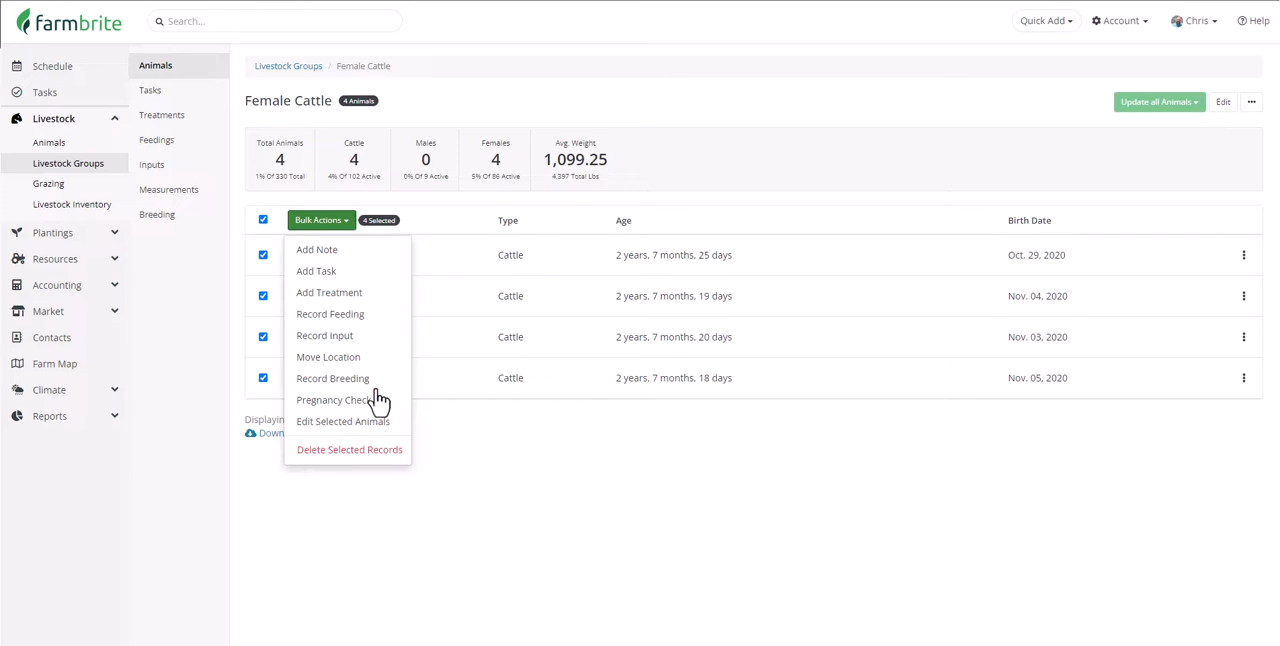 farmbrite
Search...
Quick Add
Account
Chris
Help
Schedule
Tasks
Livestock
Animals
Livestock Groups
Grazing
Livestock Inventory
Plantings
Resources
Accounting
Market
Contacts
Farm Map
Climate
Reports
Animals
Tasks
Treatments
Feedings
Inputs
Measurements
Breeding
Livestock Groups / Female Cattle
Female Cattle 4 Animals
Update all Animals Edit
Total Animals
4
1% Of 330 Total
Cattle
4
4% Of 102 Active
Males
0
0% Of 9 Active
Females
4
5% Of 86 Active
Avg. Weight
1,099.25
4,397 Total Lbs
Bulk Actions 4 Selected Type Age Birth Date
Cattle 2 years, 7 months, 25 days Oct. 29, 2020
Cattle 2 years, 7 months, 19 days Nov. 04, 2020
Cattle 2 years, 7 months, 20 days Nov. 03, 2020
Cattle 2 years, 7 months, 18 days Nov. 05, 2020
Add Note
Add Task
Add Treatment
Record Feeding
Record Input
Move Location
Record Breeding
Pregnancy Check
Edit Selected Animals
Delete Selected Records
Displayin
Down